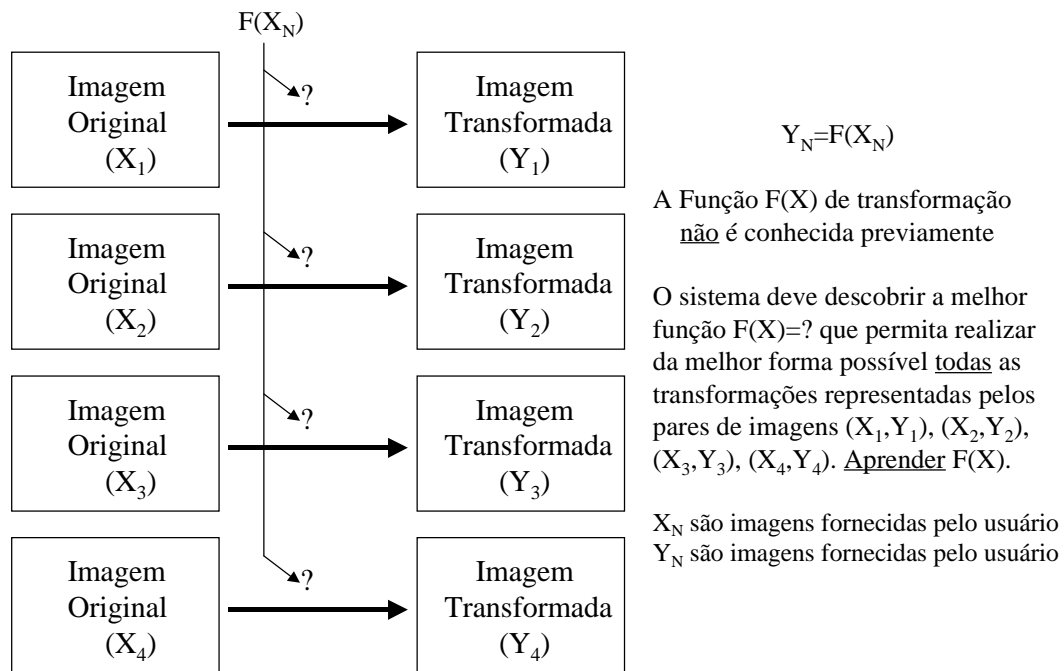 F(X_N)
Imagem
Original
(X_1)
?
Imagem
Transformada
(Y_1)
Imagem
Original
(X_2)
?
Imagem
Transformada
(Y_2)
Imagem
Original
(X_3)
?
Imagem
Transformada
(Y_3)
Imagem
Original
(X_4)
?
Imagem
Transformada
(Y_4)
Y_N=F(X_N)
A Função F(X) de transformação
não é conhecida previamente
O sistema deve descobrir a melhor
função F(X)=? que permita realizar
da melhor forma possível todas as
transformações representadas pelos
pares de imagens (X_1,Y_1), (X_2,Y_2),
(X_3,Y_3), (X_4,Y_4). Aprender F(X).
X_N são imagens fornecidas pelo usuário
Y_N são imagens fornecidas pelo usuário